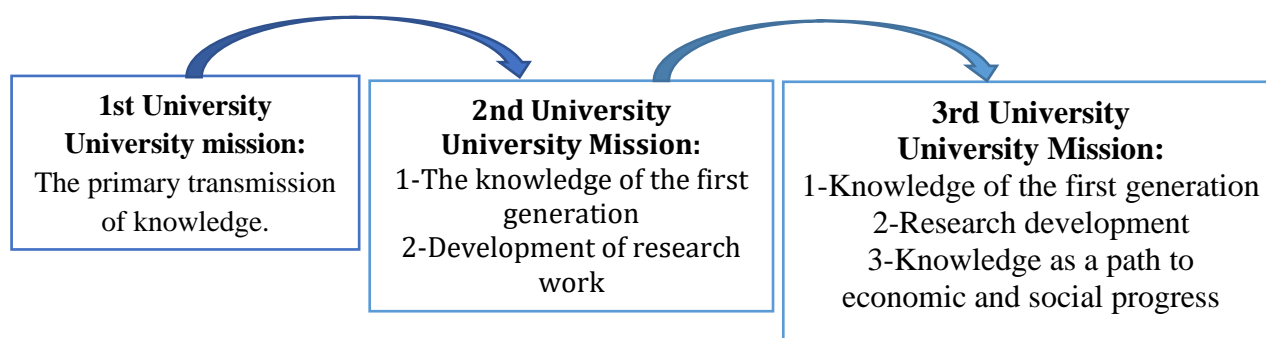 1st University
University mission:
The primary transmission
of knowledge.
2nd University
University Mission:
1-The knowledge of the first
generation
2-Development of research
work
3rd University
University Mission:
1-Knowledge of the first generation
2-Research development
3-Knowledge as a path to
economic and social progress